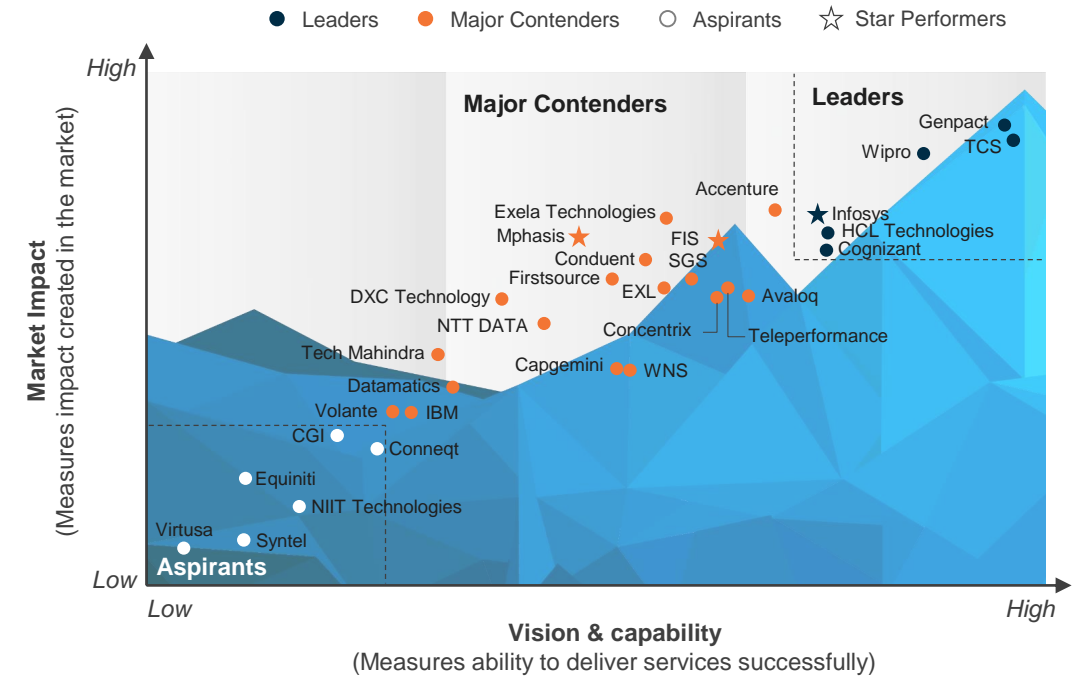 Leaders
Major Contenders
Aspirants
Star Performers
High
Major Contenders
Leaders
Genpact
TCS
Wipro
Accenture
Exela Technologies
Infosys
Mphasis
FIS
HCL Technologies
Cognizant
Conduent
SGS
Firstsource
EXL
DXC Technology
Avaloq
NTT DATA
Concentrix
Teleperformance
Tech Mahindra
Capgemini
WNS
Datamatics
Volante
IBM
CGI
Conneqt
Equiniti
NIIT Technologies
Virtusa
Syntel
Aspirants
Low
Market Impact
(Measures impact created in the market)
Low
High
Vision & capability
(Measures ability to deliver services successfully)